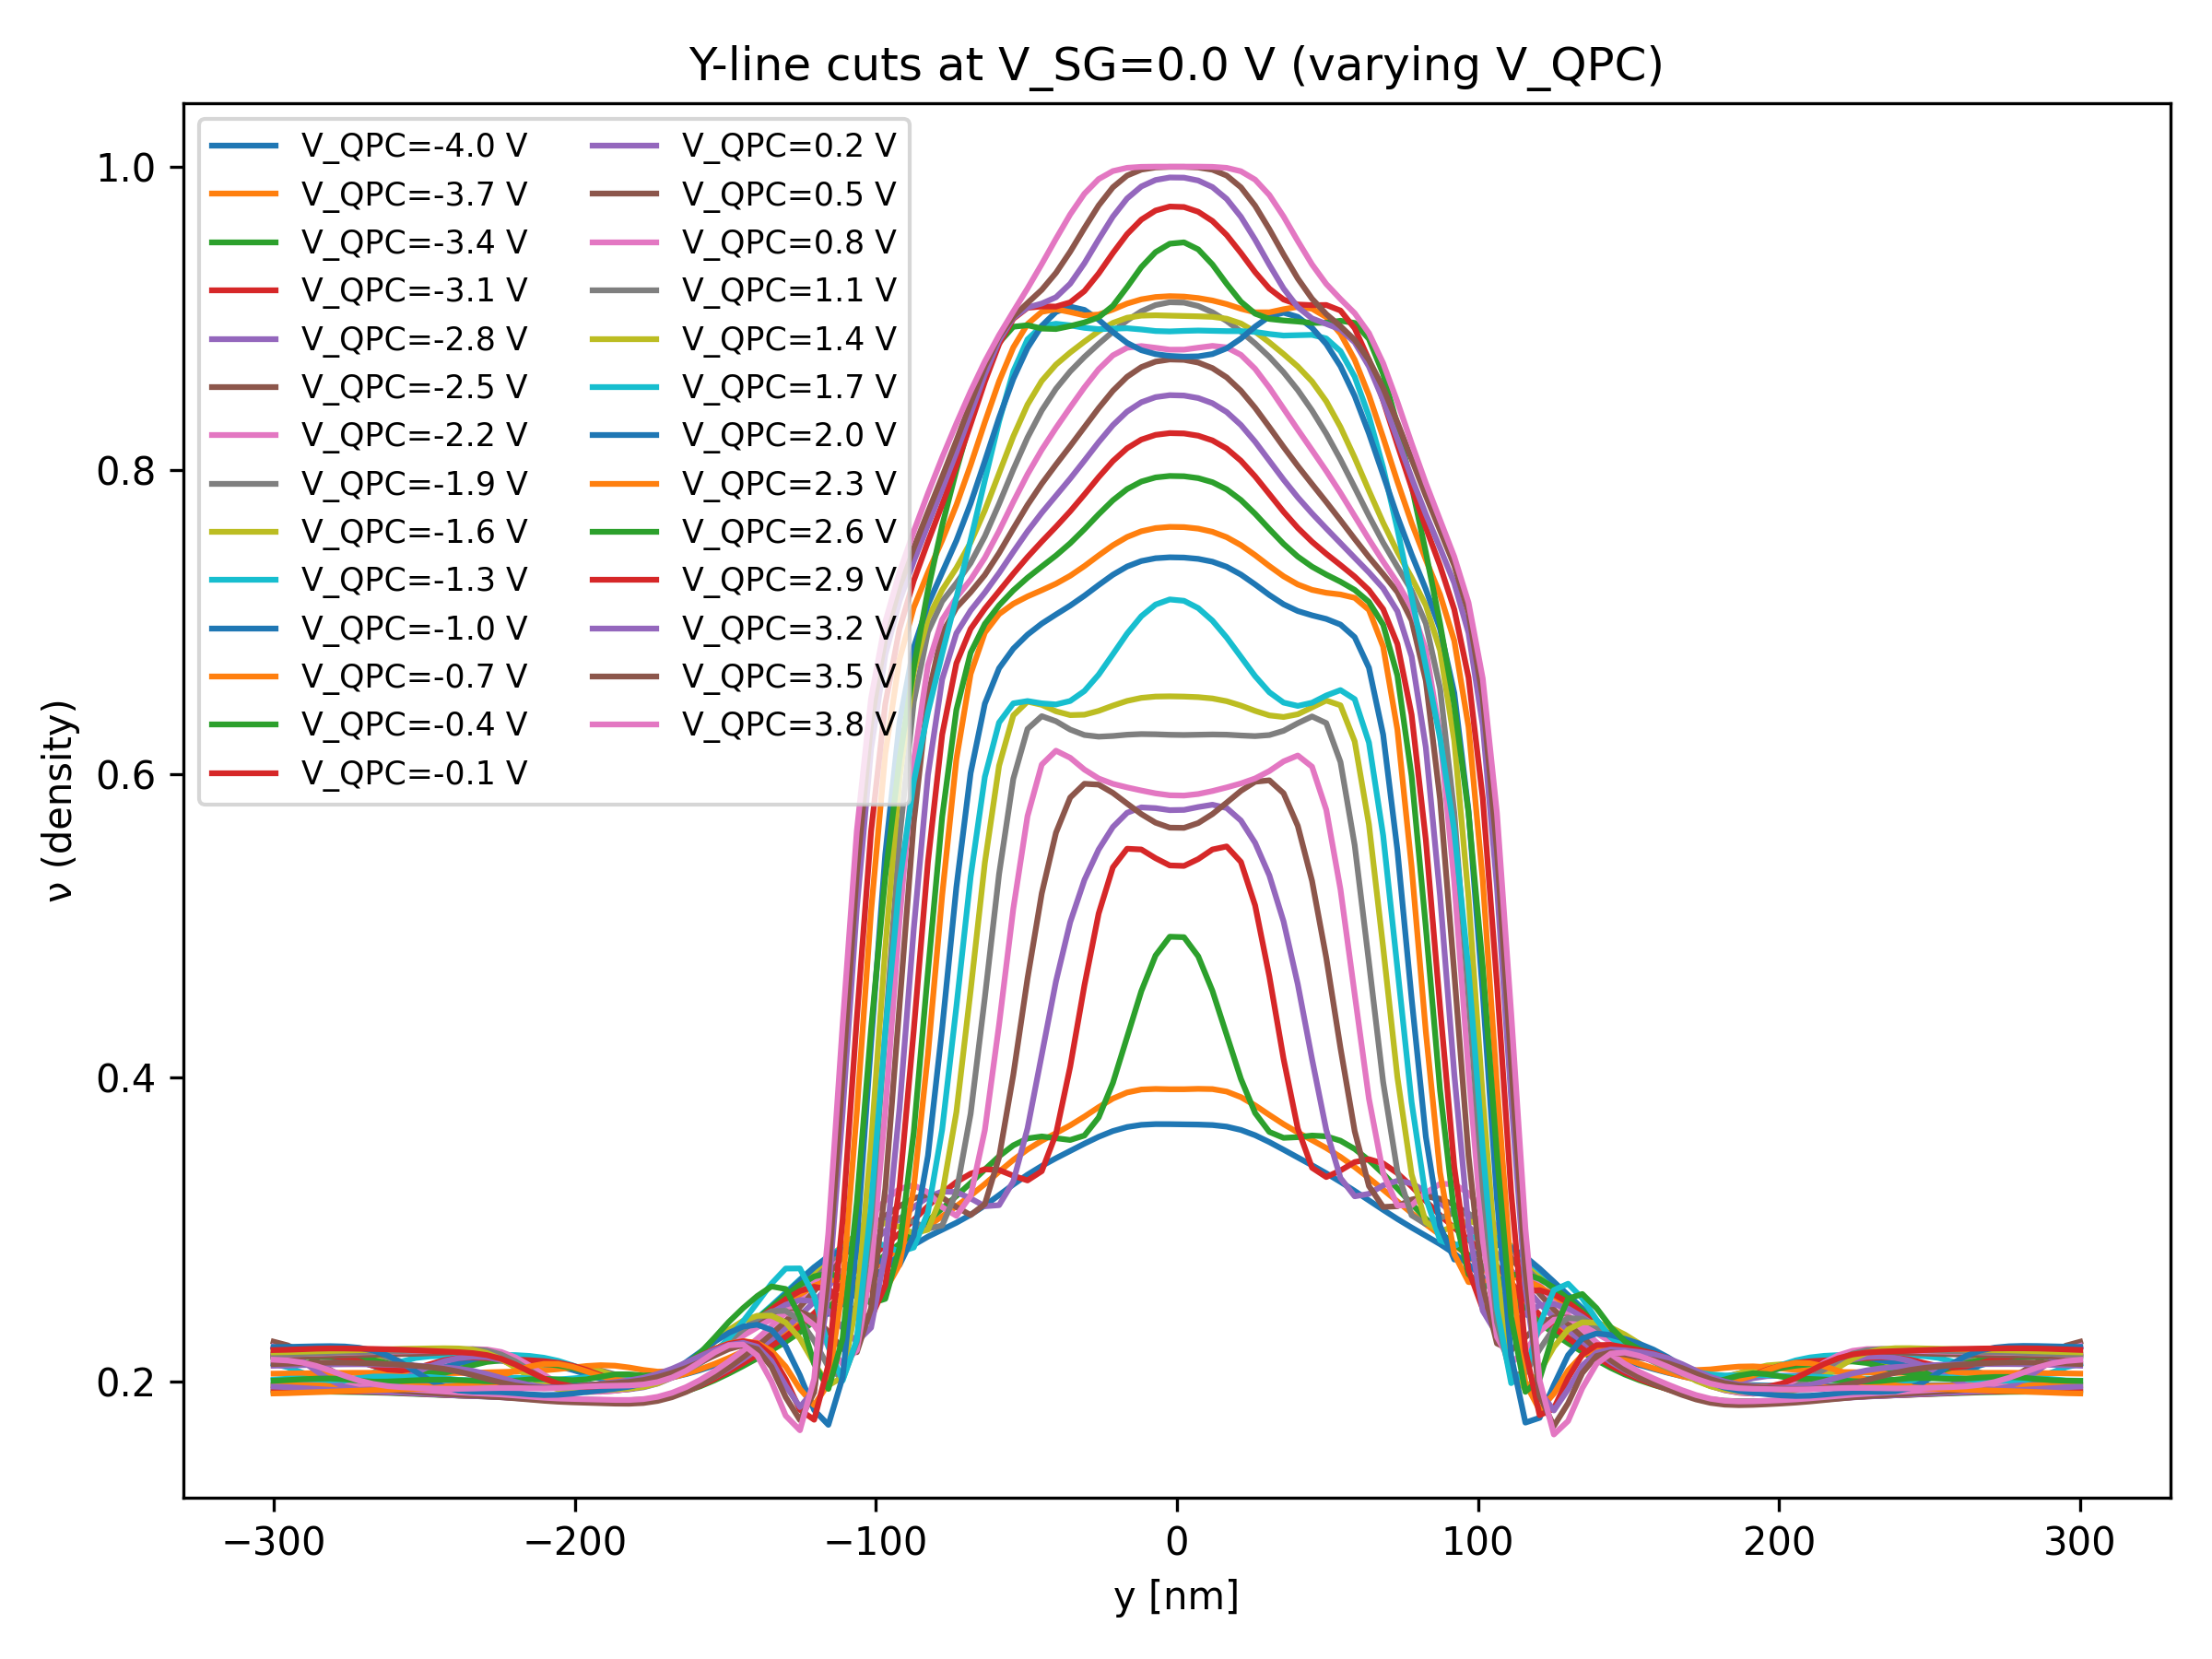 Y-line cuts at V_SG=0.0 V (varying V_QPC)
V_QPC=-4.0 V
V_QPC=-3.7 V
V_QPC=-3.4 V
V_QPC=-3.1 V
V_QPC=-2.8 V
V_QPC=-2.5 V
V_QPC=-2.2 V
V_QPC=-1.9 V
V_QPC=-1.6 V
V_QPC=-1.3 V
V_QPC=-1.0 V
V_QPC=-0.7 V
V_QPC=-0.4 V
V_QPC=-0.1 V
V_QPC=0.2 V
V_QPC=0.5 V
V_QPC=0.8 V
V_QPC=1.1 V
V_QPC=1.4 V
V_QPC=1.7 V
V_QPC=2.0 V
V_QPC=2.3 V
V_QPC=2.6 V
V_QPC=2.9 V
V_QPC=3.2 V
V_QPC=3.5 V
V_QPC=3.8 V
ν (density)
1.0
0.8
0.6
0.4
0.2
−300
−200
−100
0
100
200
300
y [nm]